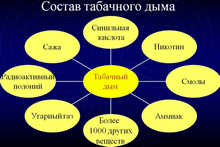 Состав табачного дыма
Синильная
кислота
Сажа
Никотин
Радиоактивный
полоний
Табачный
дым
Смолы
Угарный газ
Аммиак
Более
1000 других
веществ